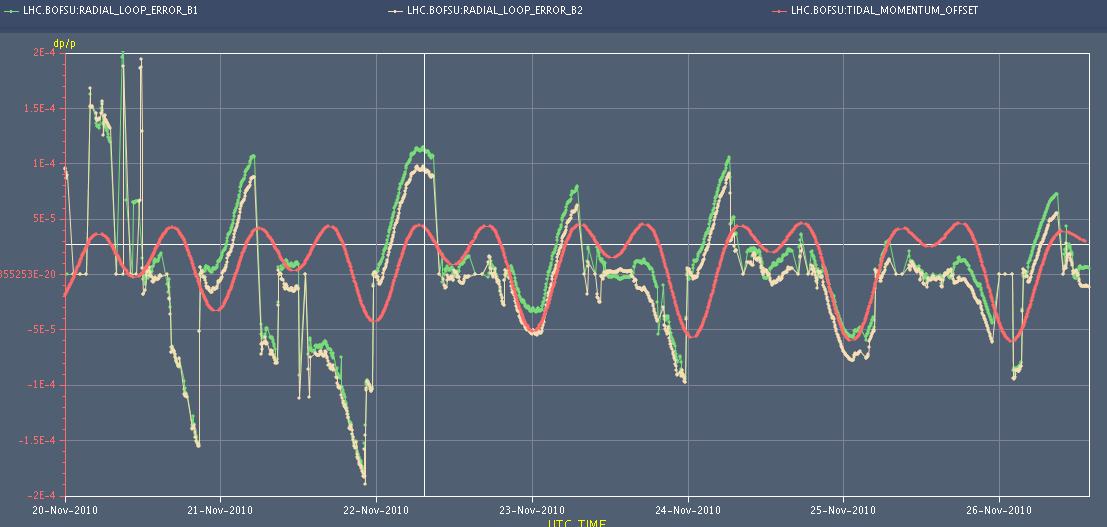 LHC.BOFSU:RADIAL_LOOP_ERROR_B1 LHC.BOFSU:RADIAL_LOOP_ERROR_B2 LHC.BOFSU:TIDAL_MOMENTUM_OFFSET
dp/p
2E-4
1.5E-4
1E-4
5E-5
355253E-20
-5E-5
-1E-4
-1.5E-4
-2E-4
20-Nov-2010 21-Nov-2010 22-Nov-2010 23-Nov-2010 24-Nov-2010 25-Nov-2010 26-Nov-2010
UTC_TIME